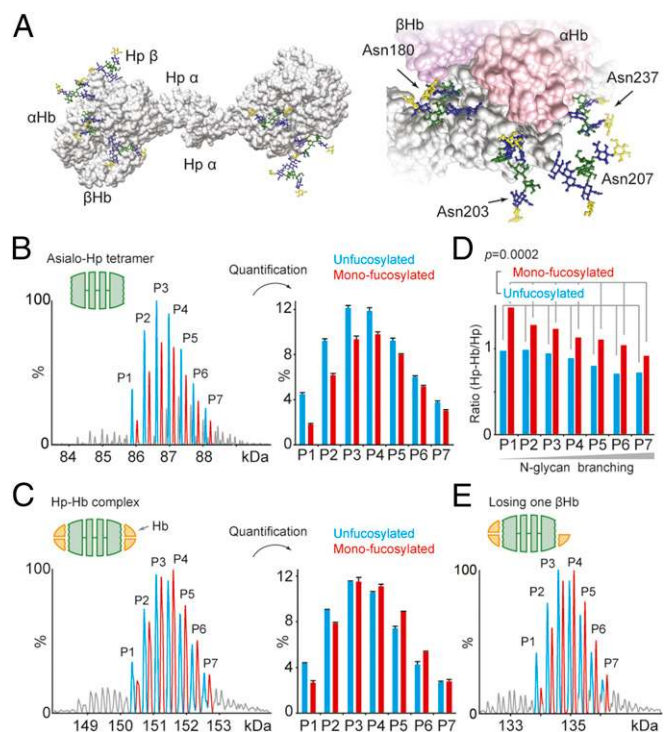 A
Hp β
Hp α
αHb
Hp α
βHb
βHb
αHb
Asn180
Asn237
Asn207
Asn203
B
Asialo-Hp tetramer
Quantification
Unfucosylated
Mono-fucosylated
100
%
0
P1
P2
P3
P4
P5
P6
P7
84 85 86 87 88 kDa
12
8
%
4
0
P1 P2 P3 P4 P5 P6 P7
D
p=0.0002
Mono-fucosylated
Unfucosylated
Ratio (Hp-Hb/Hp)
1
0
P1 P2 P3 P4 P5 P6 P7
N-glycan branching
C
Hp-Hb complex
Hb
Quantification
Unfucosylated
Mono-fucosylated
100
%
0
P1
P2
P3
P4
P5
P6
P7
149 150 151 152 153 kDa
12
8
%
4
0
P1 P2 P3 P4 P5 P6 P7
E
Losing one βHb
100
%
0
P1
P2
P3
P4
P5
P6
P7
133 135 kDa